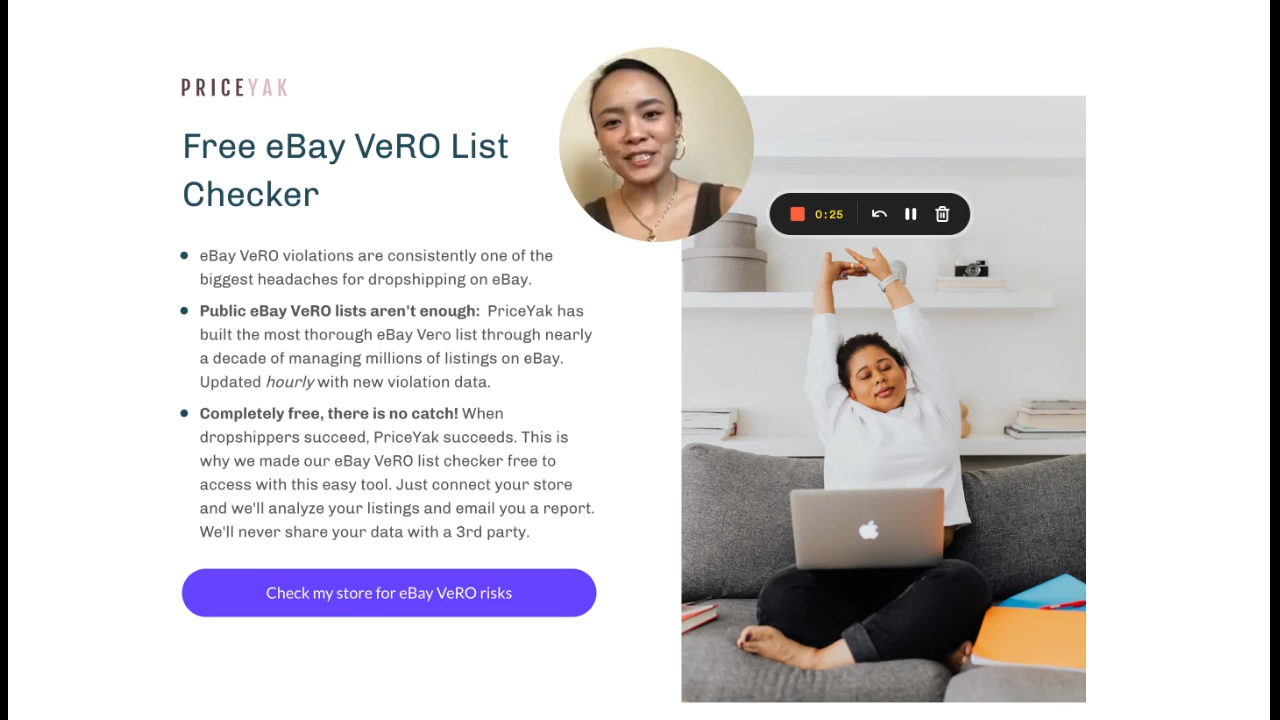 PRICEYAK
Free eBay VeRO List
Checker
0:25
eBay VeRO violations are consistently one of the
biggest headaches for dropshipping on eBay.
Public eBay VeRO lists aren't enough: PriceYak has
built the most thorough eBay Vero list through nearly
a decade of managing millions of listings on eBay.
Updated hourly with new violation data.
Completely free, there is no catch! When
dropshippers succeed, PriceYak succeeds. This is
why we made our eBay VeRO list checker free to
access with this easy tool. Just connect your store
and we'll analyze your listings and email you a report.
We'll never share your data with a 3rd party.
Check my store for eBay VeRO risks